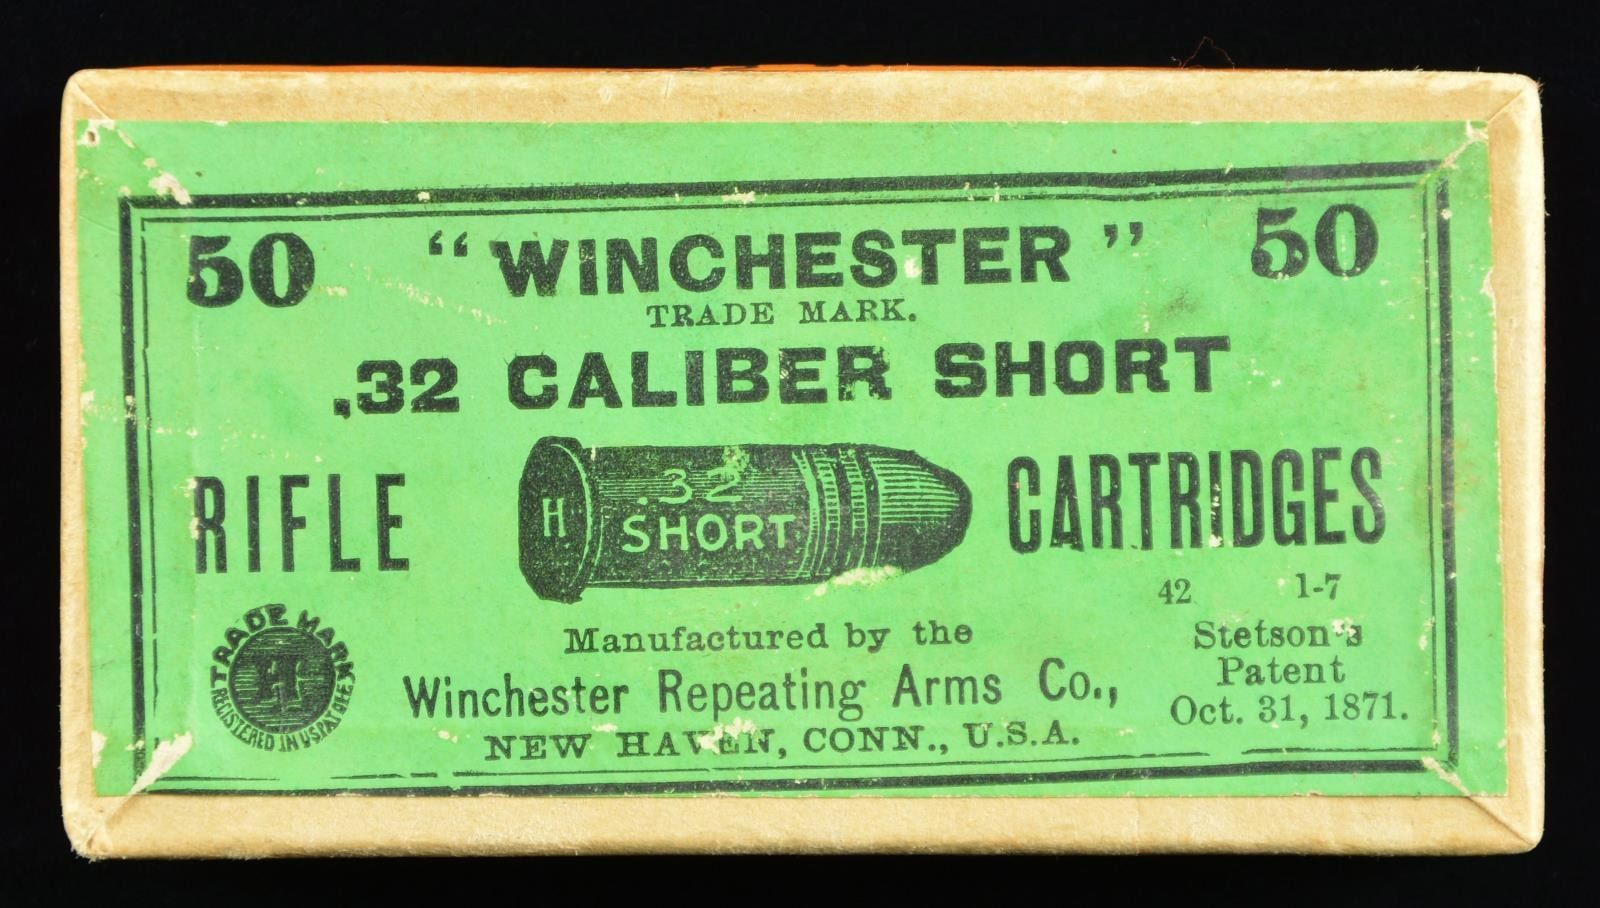 50 "WINCHESTER" 50
TRADE MARK.
.32 CALIBER SHORT
RIFLE H .32 SHORT CARTRIDGES
42 1-7
TRADE MARK
H
REGISTERED IN U.S. PAT. OFF.
Manufactured by the
Winchester Repeating Arms Co.,
NEW HAVEN, CONN., U.S.A.
Stetson's
Patent
Oct. 31, 1871.